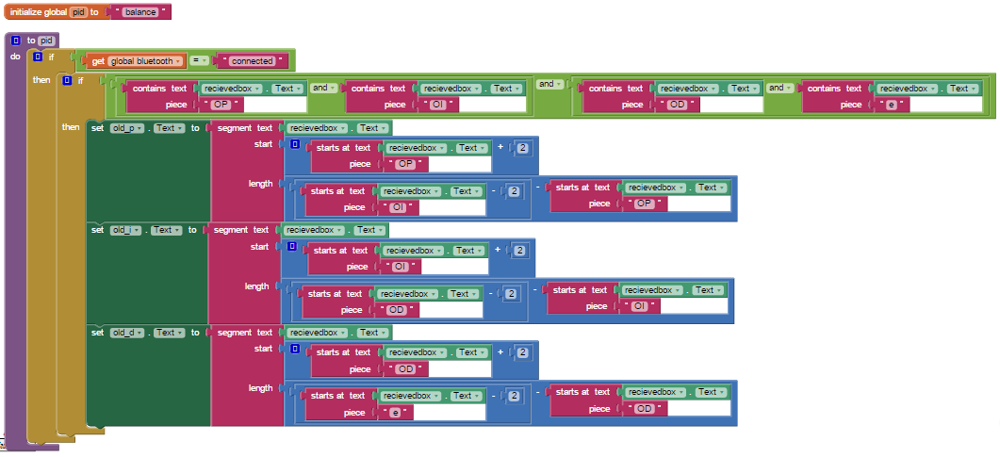 initialize global pid to " balance "
to pid
do if get global bluetooth = " connected "
then if contains text recievedbox . Text piece " OP " and contains text recievedbox . Text piece " OI " and contains text recievedbox . Text piece " OD " and contains text recievedbox . Text piece " e "
then set old_p . Text to segment text recievedbox . Text
start starts at text recievedbox . Text + 2
piece " OP "
length starts at text recievedbox . Text - 2 - starts at text recievedbox . Text
piece " OI " piece " OP "
set old_i . Text to segment text recievedbox . Text
start starts at text recievedbox . Text + 2
piece " OI "
length starts at text recievedbox . Text - 2 - starts at text recievedbox . Text
piece " OD " piece " OI "
set old_d . Text to segment text recievedbox . Text
start starts at text recievedbox . Text + 2
piece " OD "
length starts at text recievedbox . Text - 2 - starts at text recievedbox . Text
piece " e " piece " OD "